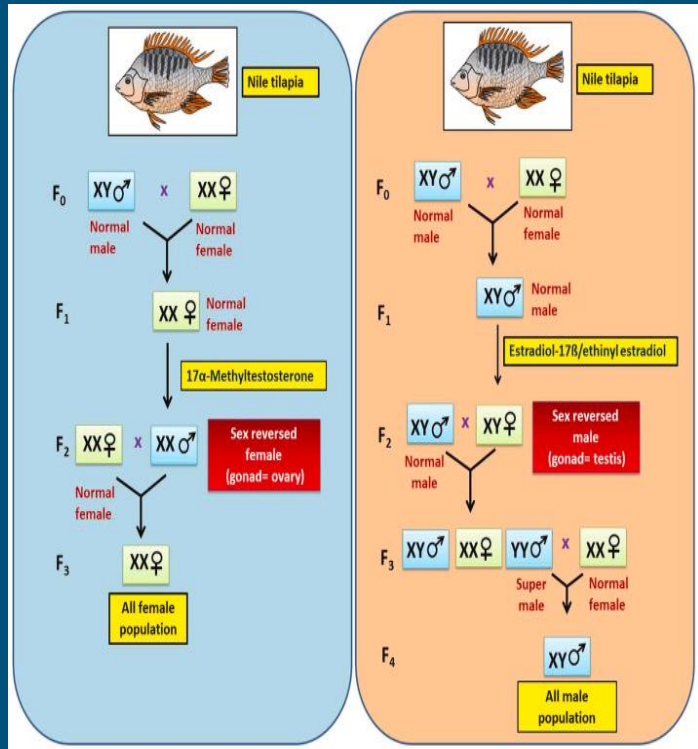 Nile tilapia
F₀ XY♂ x XX♀
Normal male
Normal female
F₁ XX ♀ Normal female
17α-Methyltestosterone
F₂ XX♀ x XX♂
Normal female
Sex reversed female (gonad= ovary)
F₃ XX♀
All female population
Nile tilapia
F₀ XY♂ x XX ♀
Normal male
Normal female
F₁ XY♂ Normal male
Estradiol-17ß/ethinyl estradiol
F₂ XY♂ x XY♀
Normal male
Sex reversed male (gonad= testis)
F₃ XY♂ XX♀ YY♂ x XX♀
Super male
Normal female
F₄ XY♂
All male population